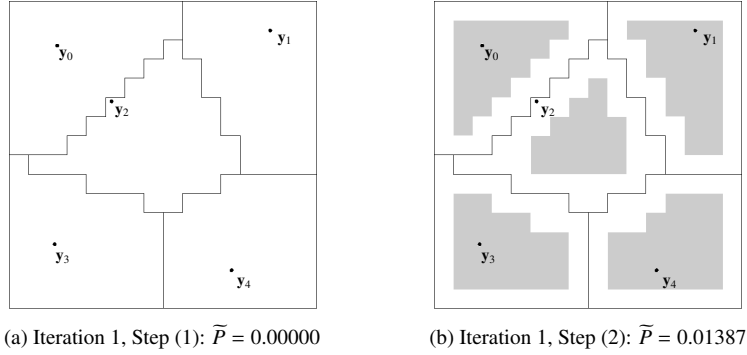 y0
y1
y2
y3
y4
y0
y1
y2
y3
y4
(a) Iteration 1, Step (1): P̃ = 0.00000
(b) Iteration 1, Step (2): P̃ = 0.01387